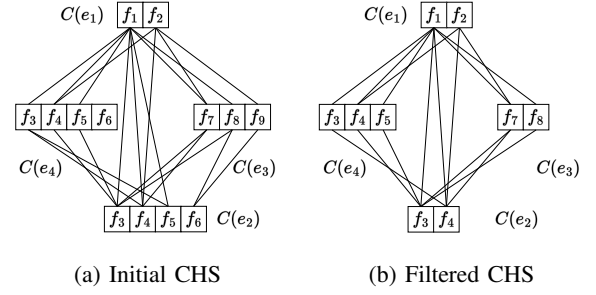 C(e₁) f₁ f₂ C(e₁) f₁ f₂
f₃ f₄ f₅ f₆ f₇ f₈ f₉ f₃ f₄ f₅ f₇ f₈
C(e₄) C(e₃) C(e₄) C(e₃)
f₃ f₄ f₅ f₆ C(e₂) f₃ f₄ C(e₂)
(a) Initial CHS (b) Filtered CHS